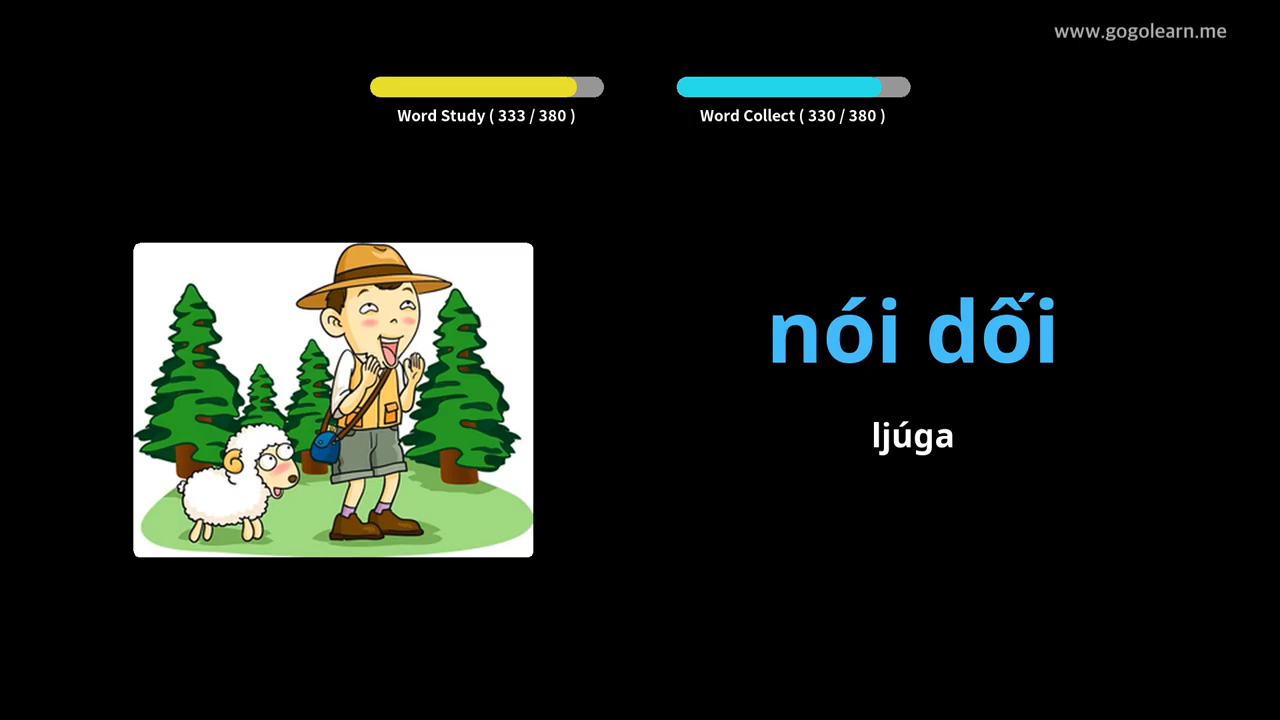 www.gogolearn.me
Word Study ( 333 / 380 )
Word Collect ( 330 / 380 )
nói dối
ljúga